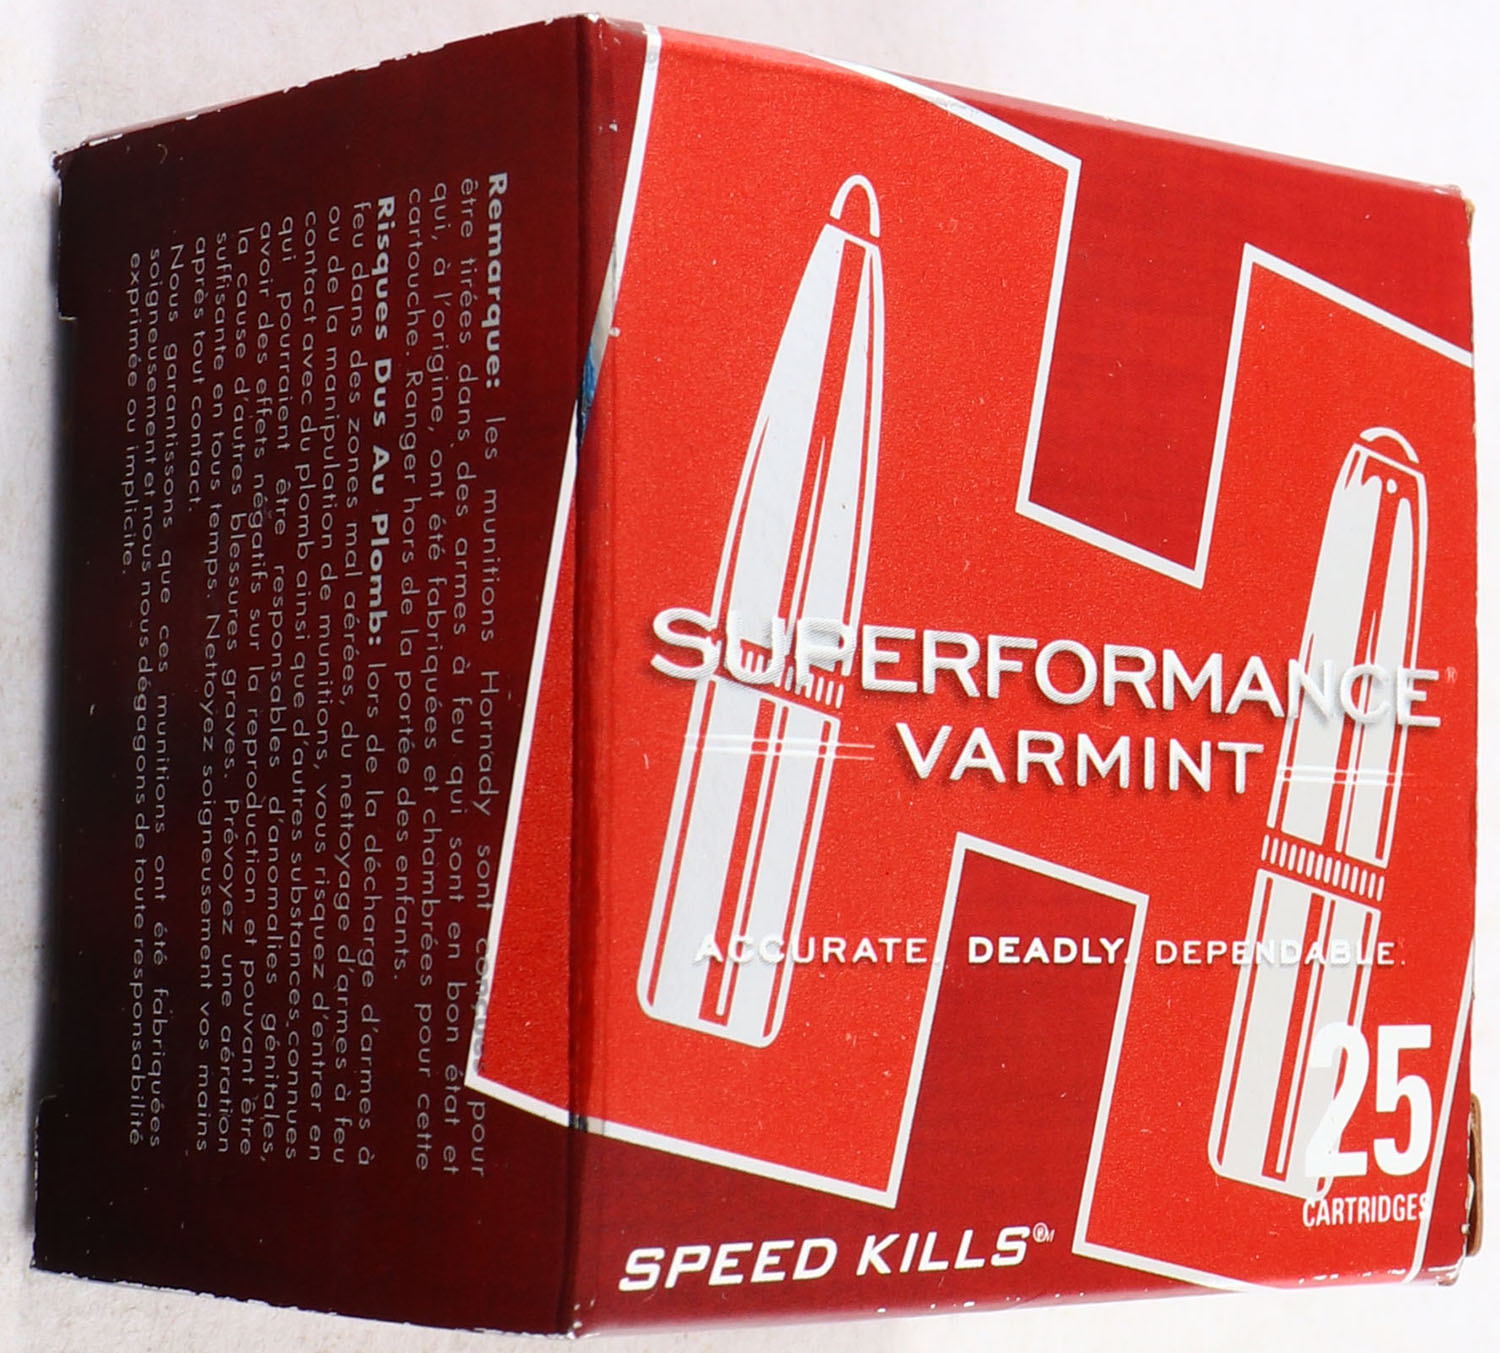 SUPERFORMANCE®
VARMINT
ACCURATE. DEADLY. DEPENDABLE.
25
CARTRIDGES
SPEED KILLS
Remarque: les munitions Hornady sont pour
être tirées dans des armes à feu qui sont en bon état et
qui, à l'origine, ont été fabriquées et chambrées pour cette
cartouche. Ranger hors de la portée des enfants.
Risques Dus Au Plomb: lors de la décharge d'armes à
feu dans des zones mal aérées, du nettoyage d'armes à feu
ou de la manipulation de munitions, vous risquez d'entrer en
contact avec du plomb ainsi que d'autres substances connues
qui pourraient être responsables d'anomalies génitales,
avoir des effets négatifs sur la reproduction et pouvant être
la cause d'autres blessures graves. Prévoyez une aération
suffisante en tous temps. Nettoyez soigneusement vos mains
après tout contact.
Nous garantissons que ces munitions ont été fabriquées
soigneusement et nous nous dégageons de toute responsabilité
exprimée ou implicite.